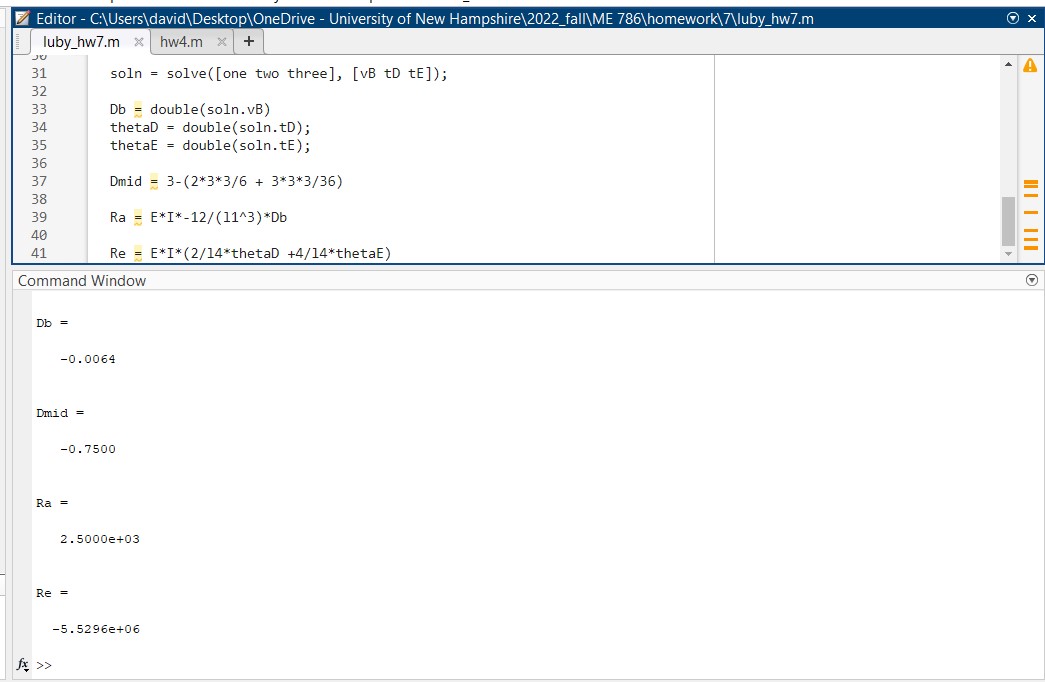 Editor - C:\Users\david\Desktop\OneDrive - University of New Hampshire\2022_fall\ME 786\homework\7\luby_hw7.m
luby_hw7.m × hw4.m × +
30
31 soln = solve([one two three], [vB tD tE]);
32
33 Db = double(soln.vB)
34 thetaD = double(soln.tD);
35 thetaE = double(soln.tE);
36
37 Dmid = 3-(2*3*3/6 + 3*3*3/36)
38
39 Ra = E*I*-12/(l1^3)*Db
40
41 Re = E*I*(2/l4*thetaD +4/l4*thetaE)
Command Window
Db =
-0.0064
Dmid =
-0.7500
Ra =
2.5000e+03
Re =
-5.5296e+06
fx >>